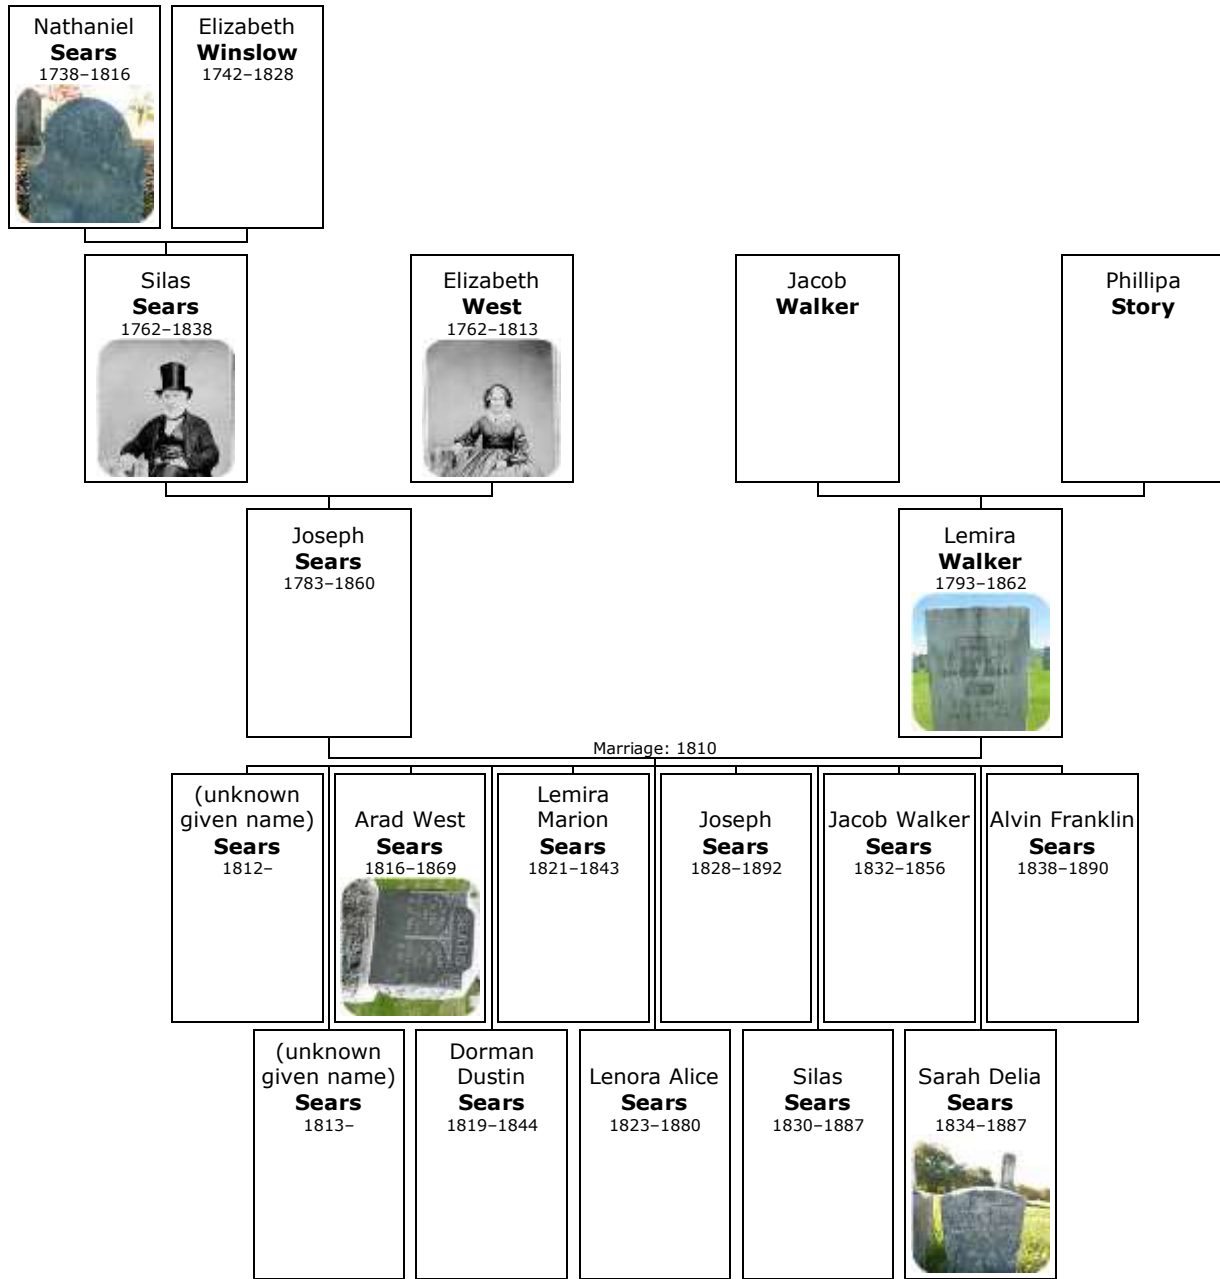 Nathaniel
Sears
1738–1816
Elizabeth
Winslow
1742–1828
Silas
Sears
1762–1838
Elizabeth
West
1762–1813
Jacob
Walker
Phillipa
Story
Joseph
Sears
1783–1860
Lemira
Walker
1793–1862
Marriage: 1810
(unknown
given name)
Sears
1812–
Arad West
Sears
1816–1869
Lemira
Marion
Sears
1821–1843
Joseph
Sears
1828–1892
Jacob Walker
Sears
1832–1856
Alvin Franklin
Sears
1838–1890
(unknown
given name)
Sears
1813–
Dorman
Dustin
Sears
1819–1844
Lenora Alice
Sears
1823–1880
Silas
Sears
1830–1887
Sarah Delia
Sears
1834–1887